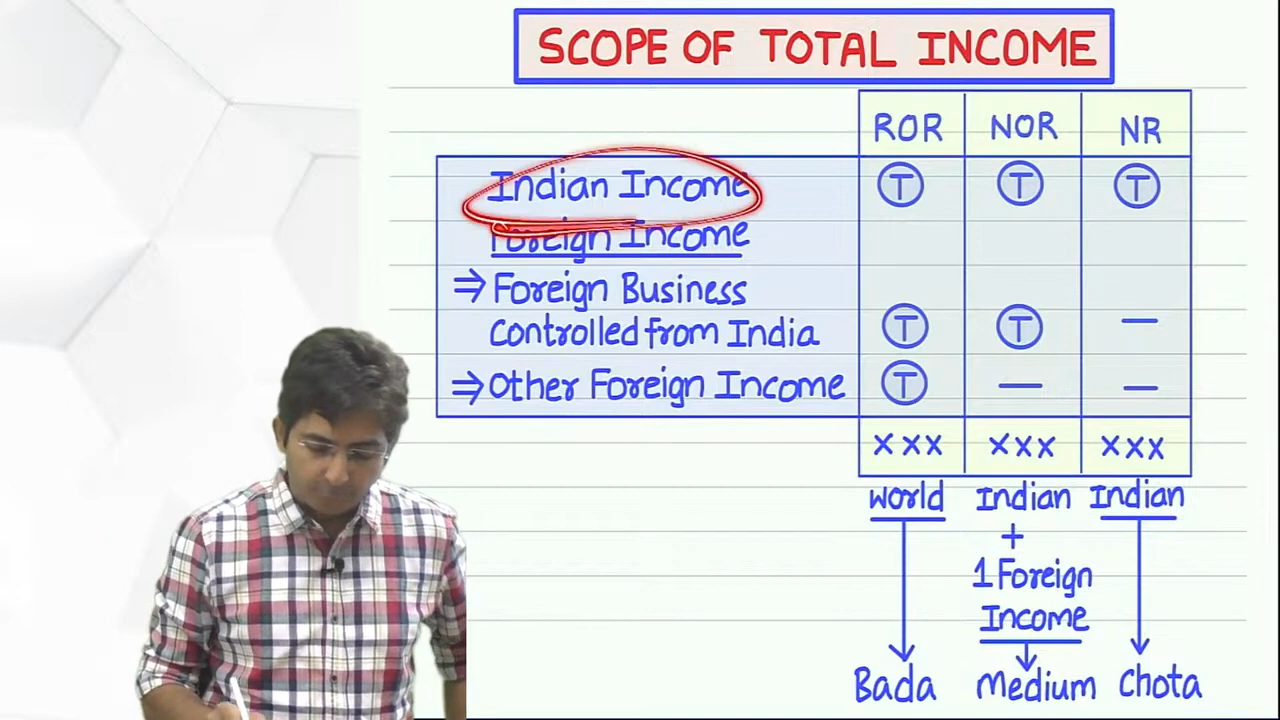 SCOPE OF TOTAL INCOME
ROR NOR NR
Indian Income T T T
Foreign Income
⇒ Foreign Business
Controlled from India T T —
⇒ Other Foreign Income T — —
xxx xxx xxx
World Indian Indian
+
1 Foreign
Income
Bada Medium Chota